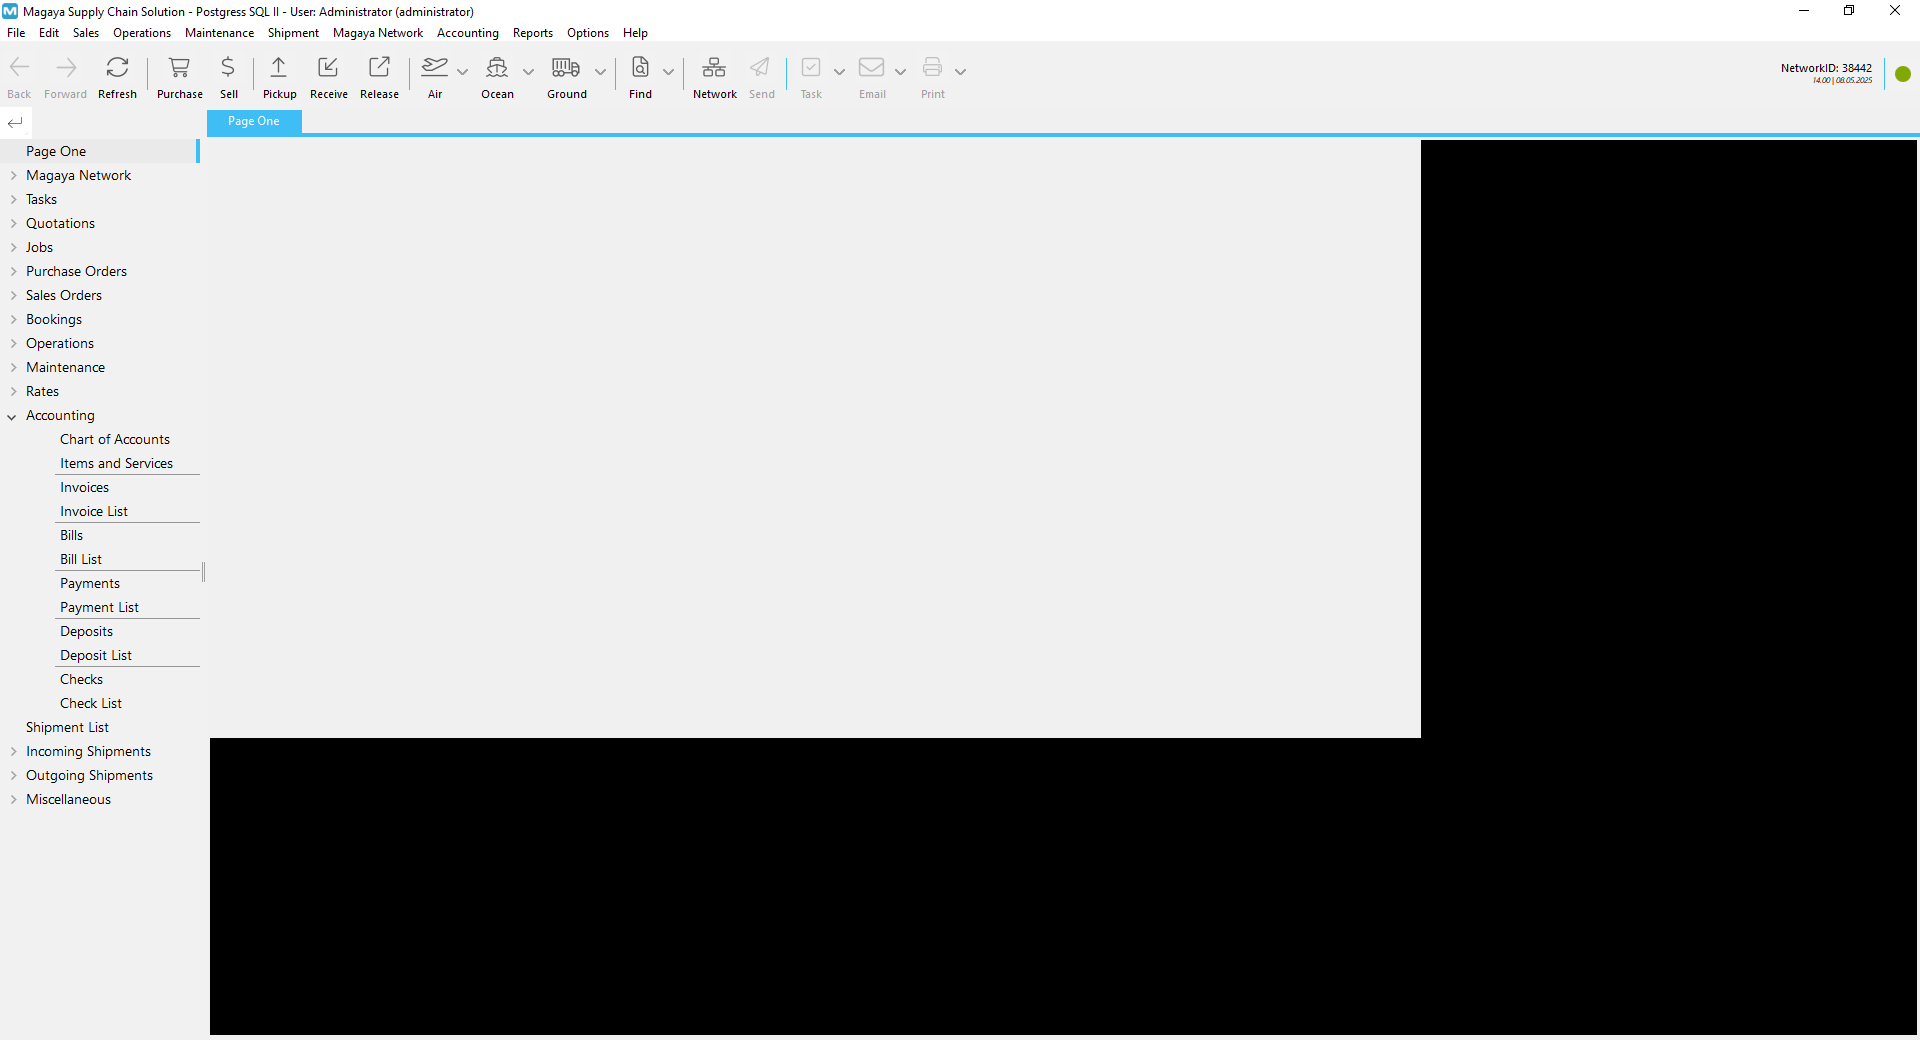 Magaya Supply Chain Solution - Postgress SQL II - User: Administrator (administrator)
File Edit Sales Operations Maintenance Shipment Magaya Network Accounting Reports Options Help
Back Forward Refresh Purchase Sell Pickup Receive Release Air Ocean Ground Find Network Send Task Email Print
NetworkID: 38442
14.00 | 08.05.2025
Page One
Page One
Magaya Network
Tasks
Quotations
Jobs
Purchase Orders
Sales Orders
Bookings
Operations
Maintenance
Rates
Accounting
Chart of Accounts
Items and Services
Invoices
Invoice List
Bills
Bill List
Payments
Payment List
Deposits
Deposit List
Checks
Check List
Shipment List
Incoming Shipments
Outgoing Shipments
Miscellaneous